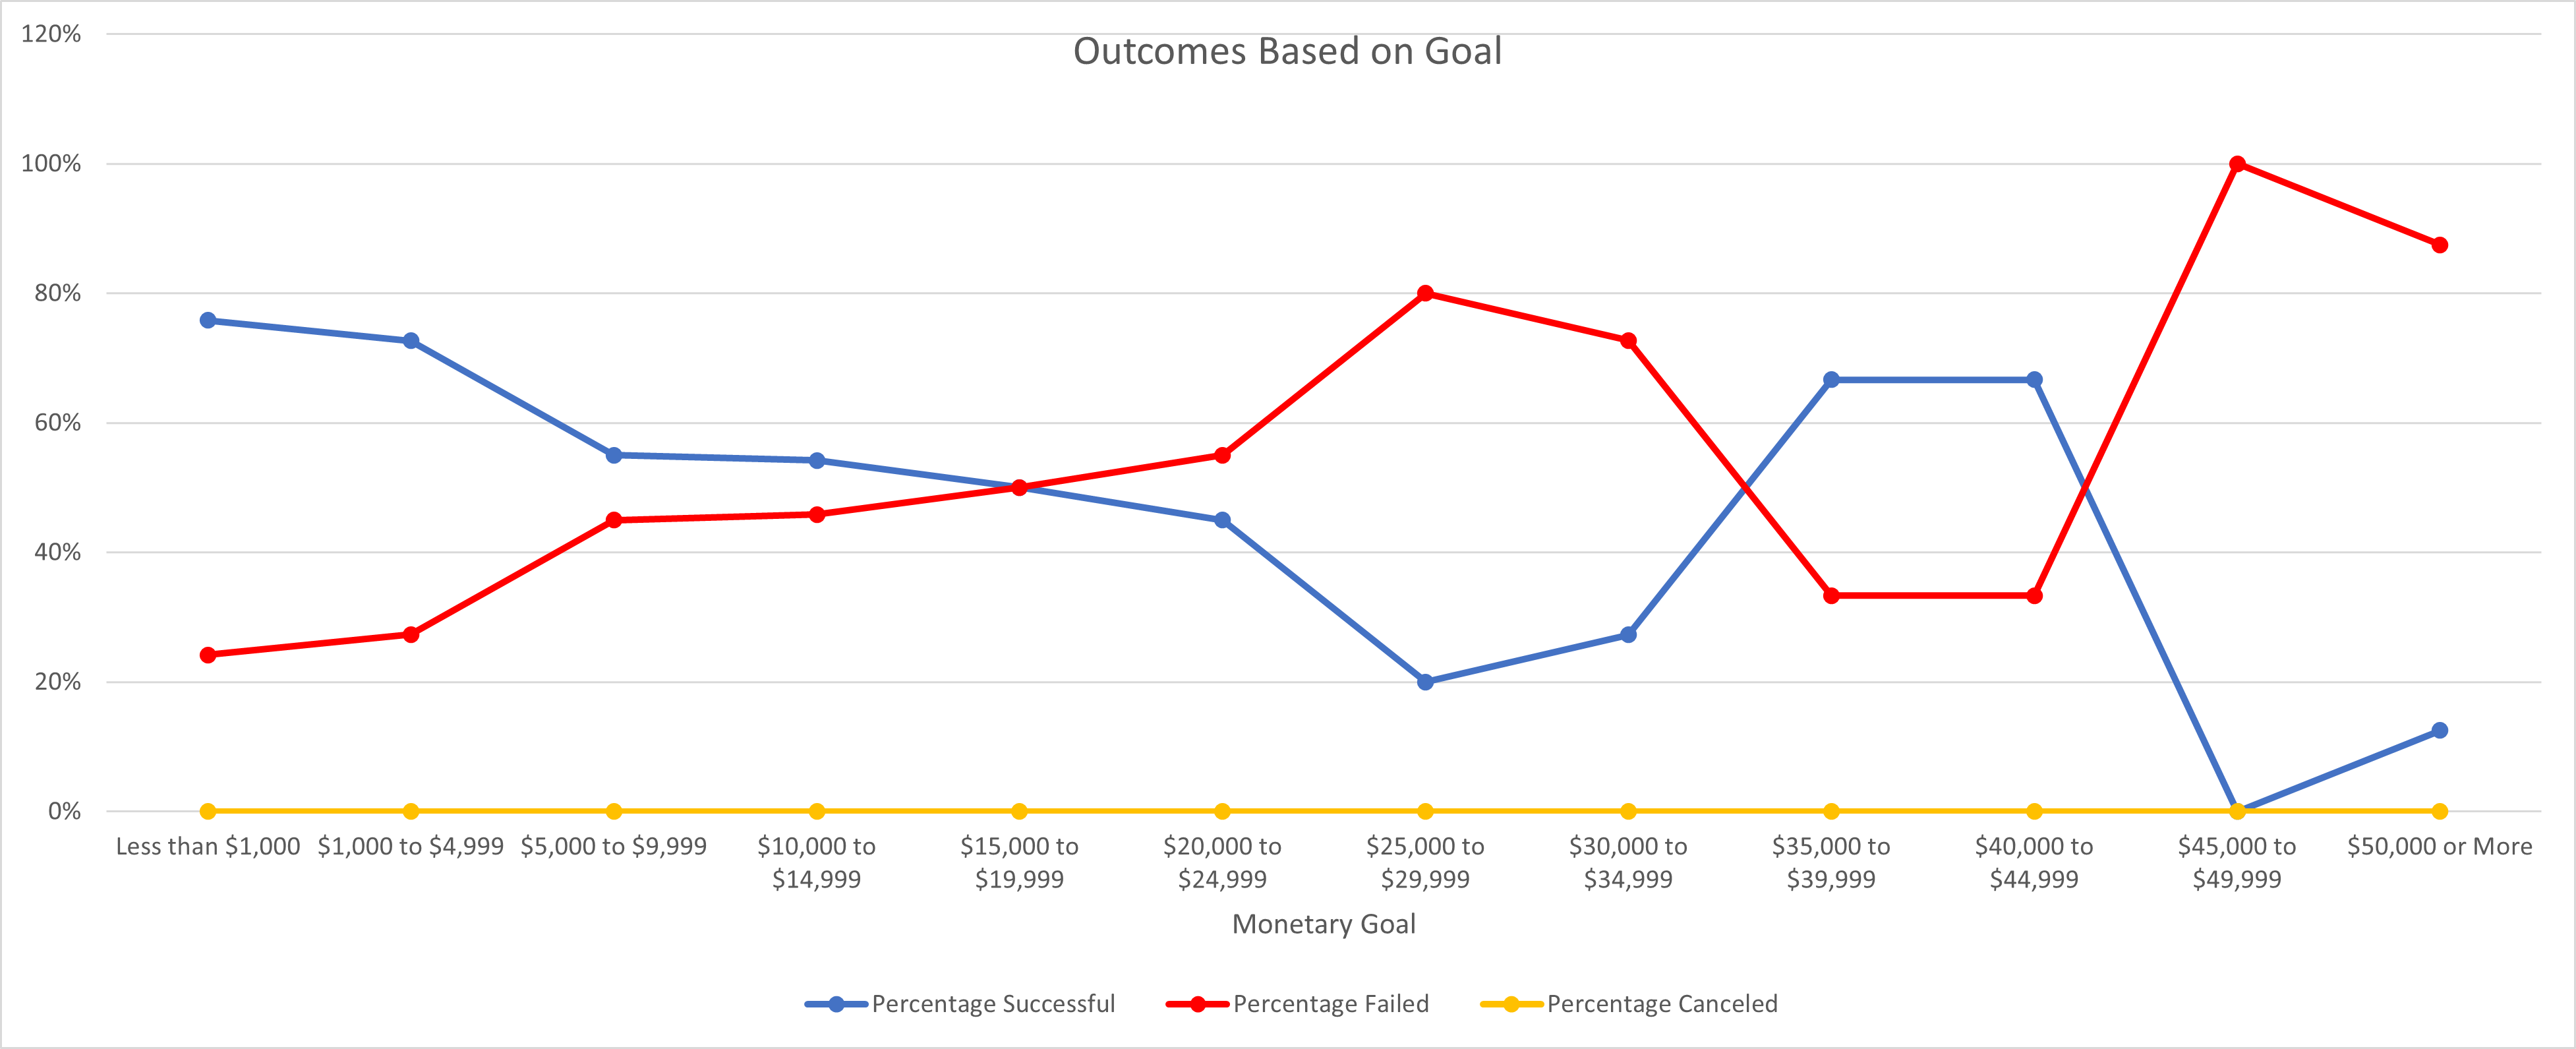 Outcomes Based on Goal
120%
100%
80%
60%
40%
20%
0%
Less than $1,000
$1,000 to $4,999
$5,000 to $9,999
$10,000 to
$14,999
$15,000 to
$19,999
$20,000 to
$24,999
$25,000 to
$29,999
$30,000 to
$34,999
$35,000 to
$39,999
$40,000 to
$44,999
$45,000 to
$49,999
$50,000 or More
Monetary Goal
Percentage Successful
Percentage Failed
Percentage Canceled